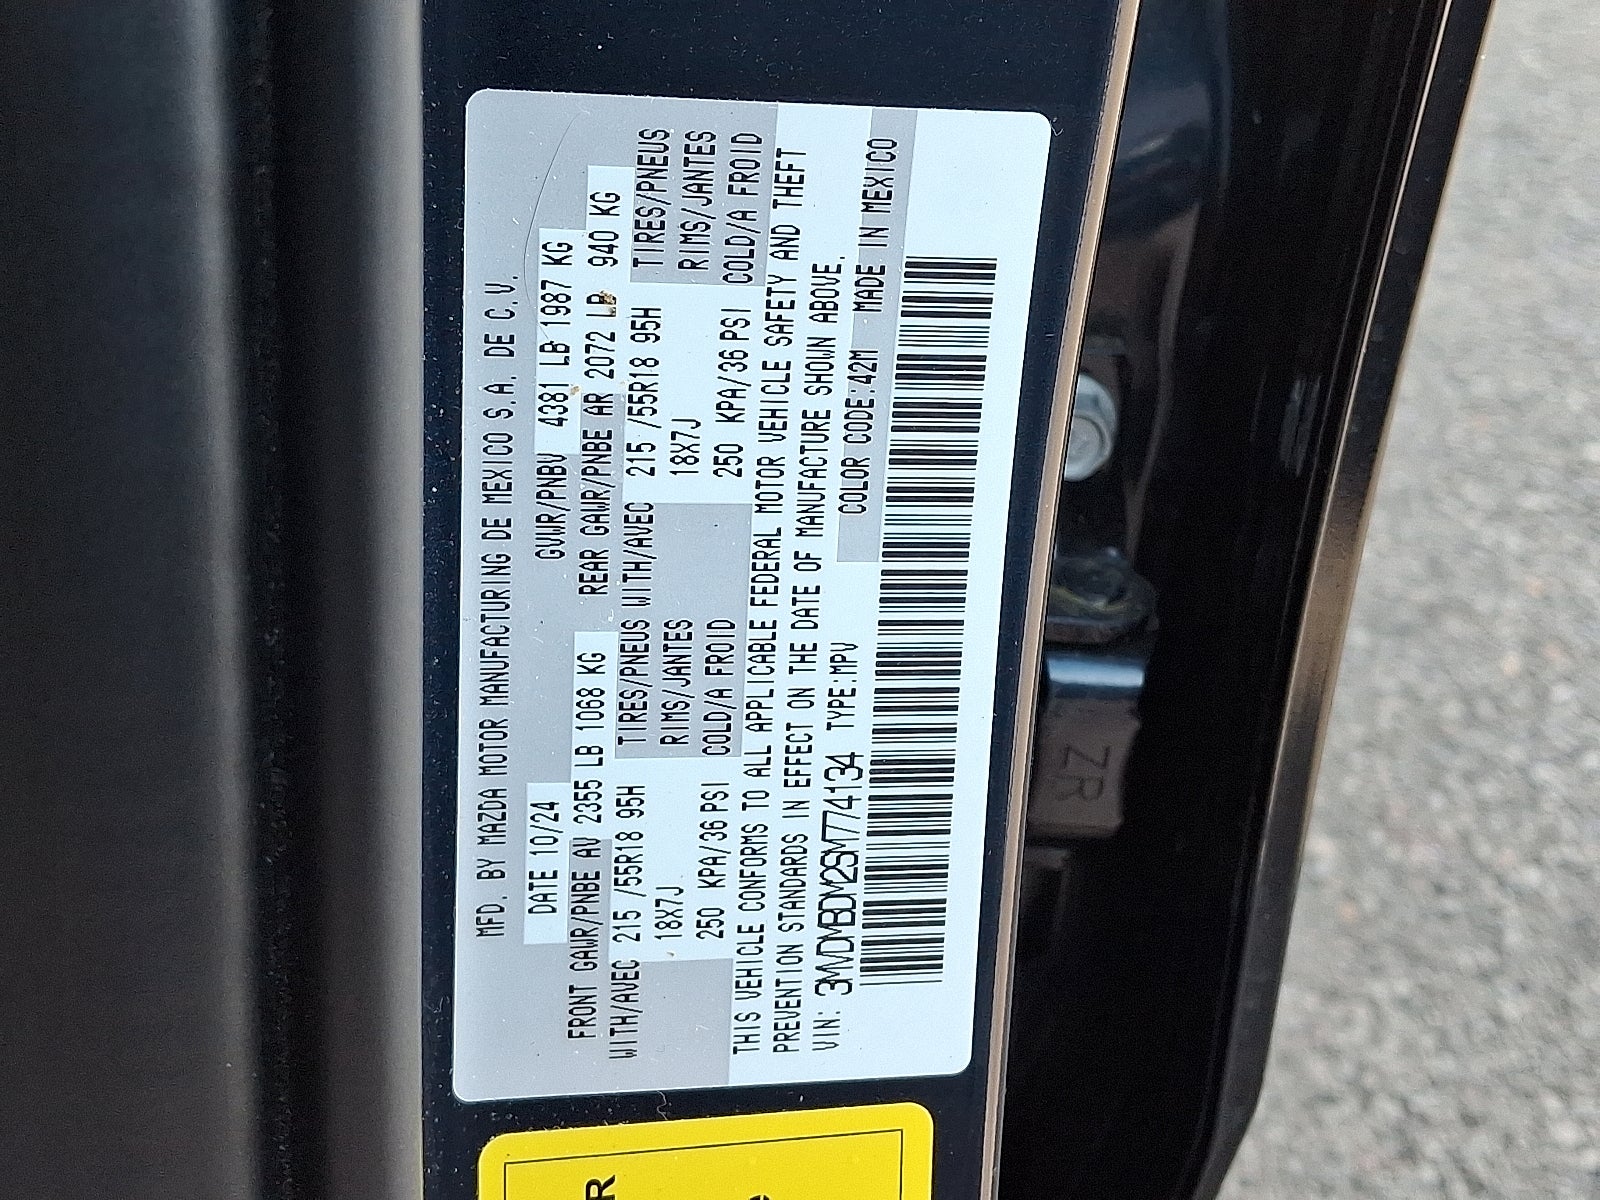 MFD. BY MAZDA MOTOR MANUFACTURING DE MEXICO S.A. DE C.V.
DATE 10/24 GVWR/PNBV 4381 LB 1987 KG
FRONT GAWR/PNBE AV 2355 LB 1068 KG REAR GAWR/PNBE AR 2072 LB 940 KG
WITH/AVEC 215 /55R18 95H TIRES/PNEUS WITH/AVEC 215 /55R18 95H TIRES/PNEUS
18X7J RIMS/JANTES 18X7J RIMS/JANTES
250 KPA/36 PSI COLD/A FROID 250 KPA/36 PSI COLD/A FROID
THIS VEHICLE CONFORMS TO ALL APPLICABLE FEDERAL MOTOR VEHICLE SAFETY AND THEFT
PREVENTION STANDARDS IN EFFECT ON THE DATE OF MANUFACTURE SHOWN ABOVE.
VIN: 3MVDMBDM2SM774134 TYPE:MPV COLOR CODE:42M MADE IN MEXICO
ZR